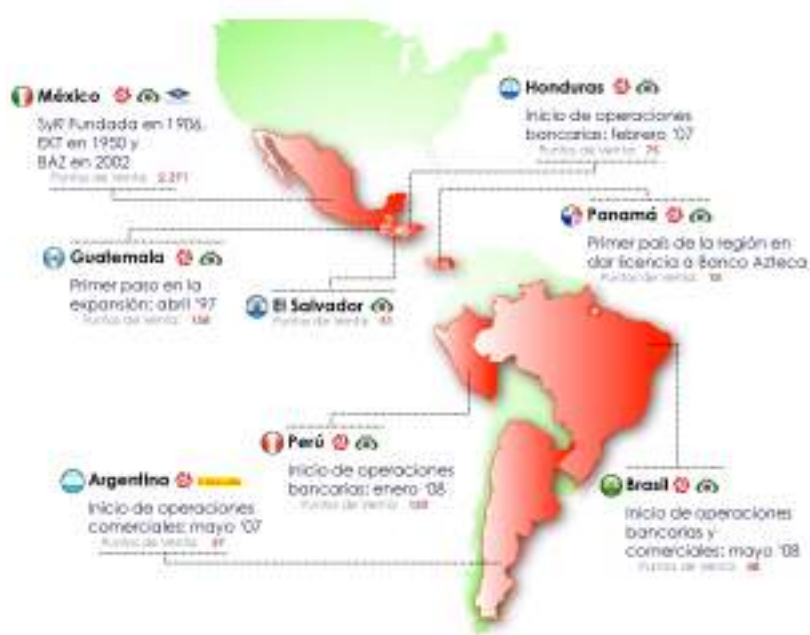 México
SyR Fundada en 1906,
EKT en 1950 y
BAZ en 2002
Puntos de Venta 2,271
Honduras
Inicio de operaciones
bancarias: febrero '07
Puntos de Venta 75
Panamá
Primer país de la región en
dar licencia a Banco Azteca
Puntos de Venta
Guatemala
Primer paso en la
expansión: abril '97
Puntos de Venta 158
El Salvador
Puntos de Venta
Perú
Inicio de operaciones
bancarias: enero '08
Puntos de Venta
Argentina
Inicio de operaciones
comerciales: mayo '07
Puntos de Venta
Brasil
Inicio de operaciones
bancarias y
comerciales: mayo '08
Puntos de Venta